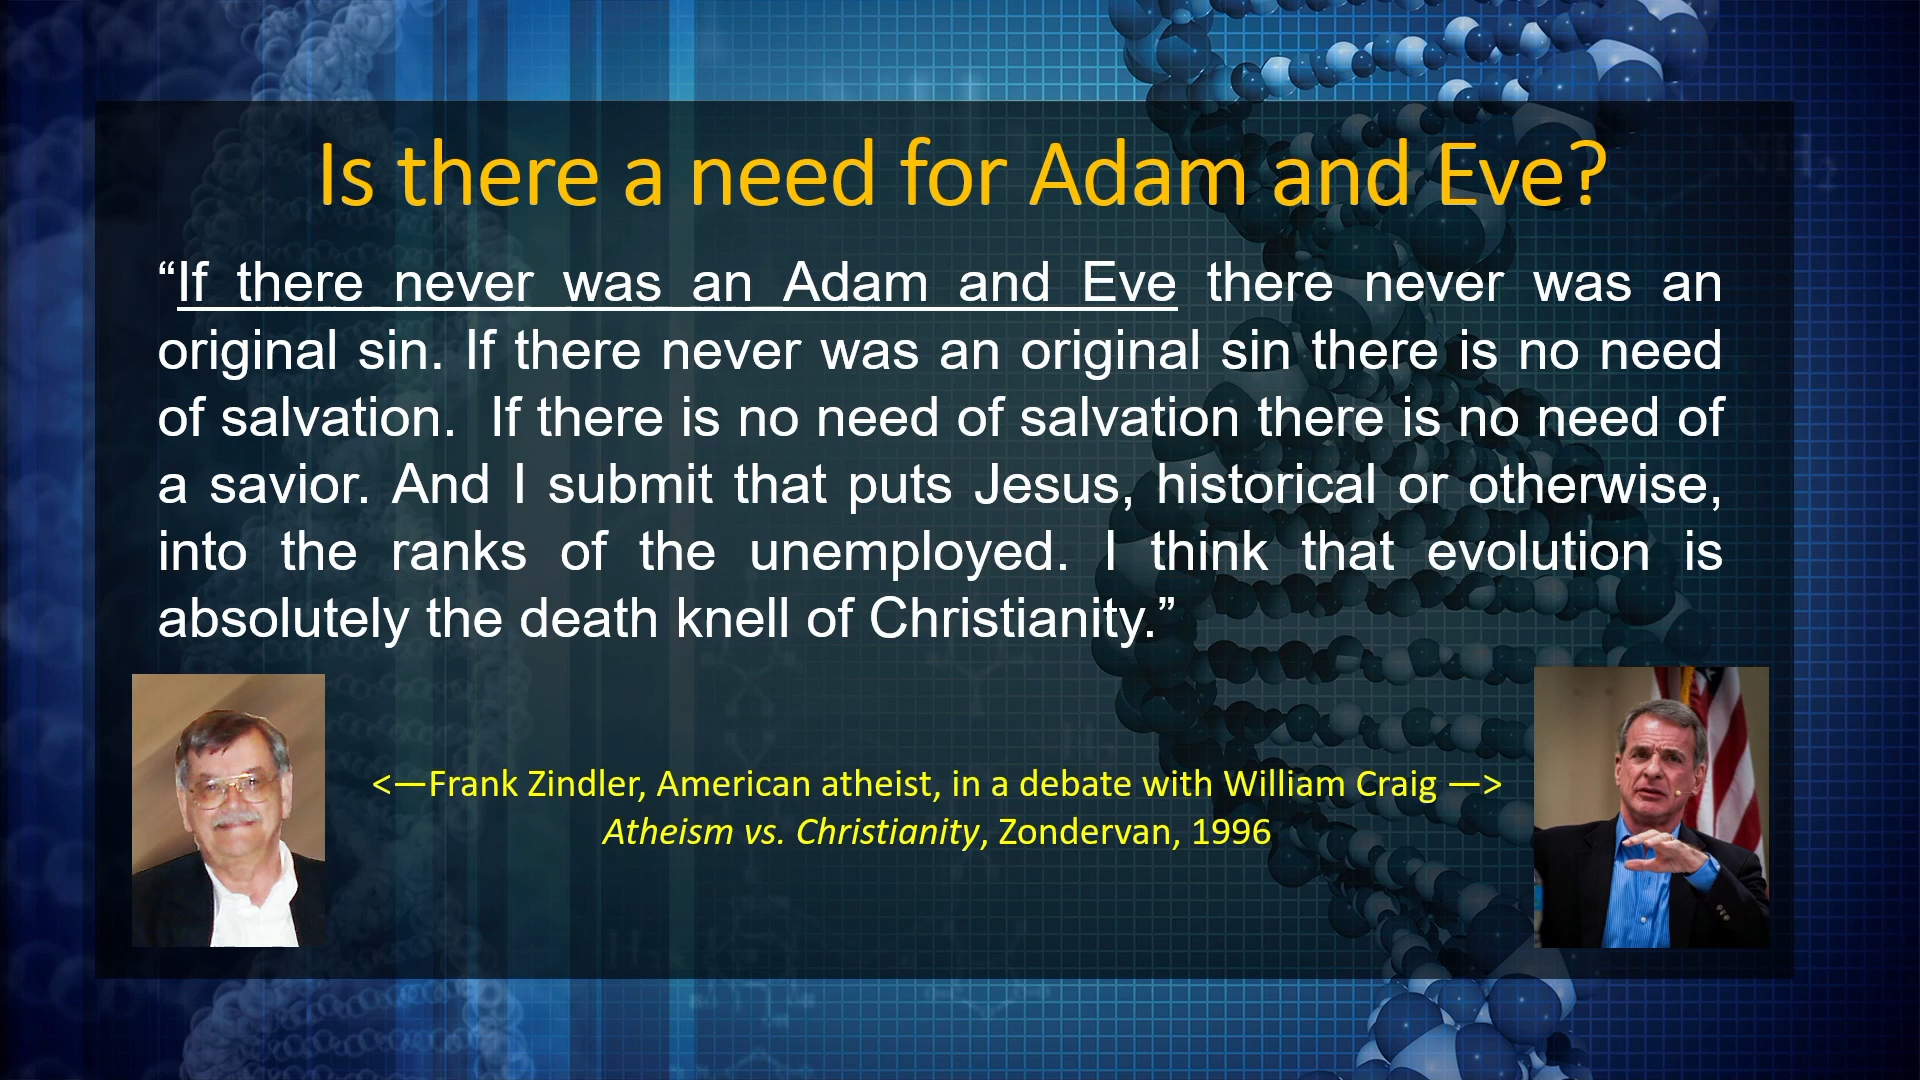 Is there a need for Adam and Eve?
“If there never was an Adam and Eve there never was an
original sin. If there never was an original sin there is no need
of salvation.  If there is no need of salvation there is no need of
a savior. And I submit that puts Jesus, historical or otherwise,
into the ranks of the unemployed. I think that evolution is
absolutely the death knell of Christianity.”
<—Frank Zindler, American atheist, in a debate with William Craig —>
Atheism vs. Christianity, Zondervan, 1996